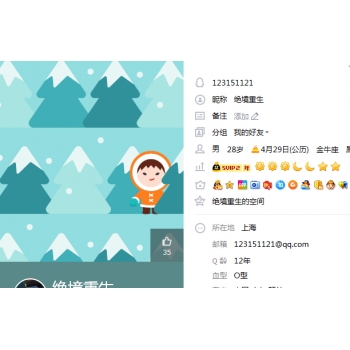 123151121
昵称 绝境重生
备注 添加
分组 我的好友
男 28岁 4月29日(公历) 金牛座
SVIP2
绝境重生的空间
所在地 上海
邮箱 123151121@qq.com
Q龄 12年
血型 O型
35
绝境重生